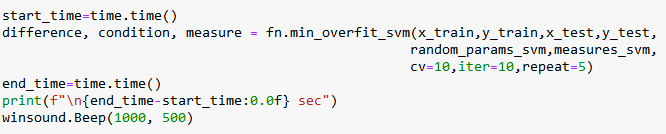 start_time=time.time()
difference, condition, measure = fn.min_overfit_svm(x_train,y_train,x_test,y_test,
random_params_svm,measures_svm,
cv=10,iter=10,repeat=5)
end_time=time.time()
print(f"\n{end_time-start_time:0.0f} sec")
winsound.Beep(1000, 500)